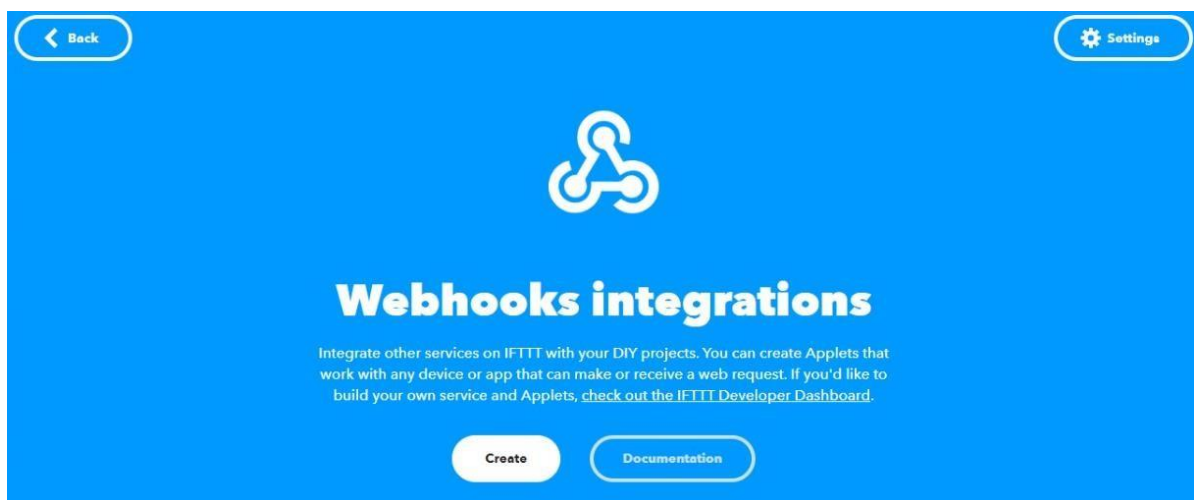 Back
Settings
Webhooks integrations
Integrate other services on IFTTT with your DIY projects. You can create Applets that
work with any device or app that can make or receive a web request. If you'd like to
build your own service and Applets, check out the IFTTT Developer Dashboard.
Create
Documentation